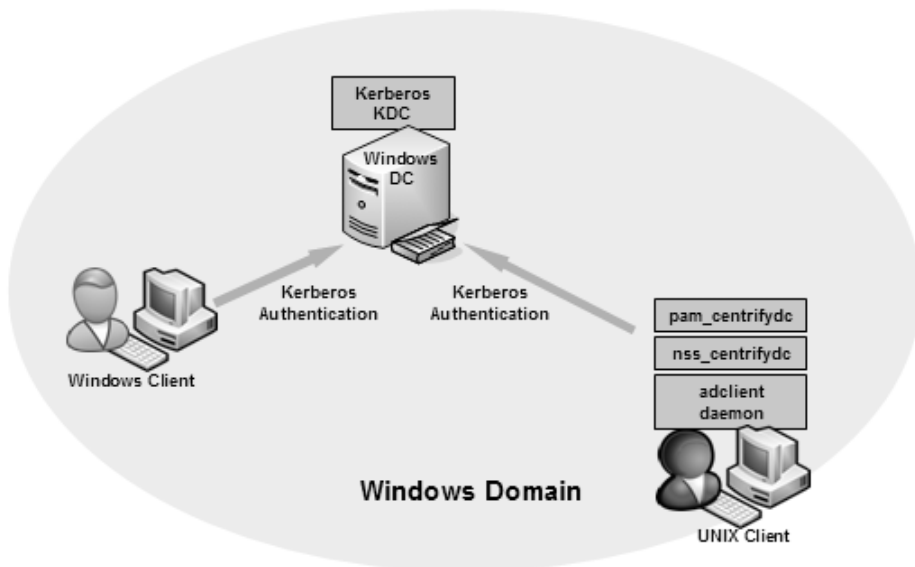 Kerberos
KDC
Windows
DC
Kerberos
Authentication
Kerberos
Authentication
Windows Client
pam_centrifydc
nss_centrifydc
adclient
daemon
UNIX Client
Windows Domain